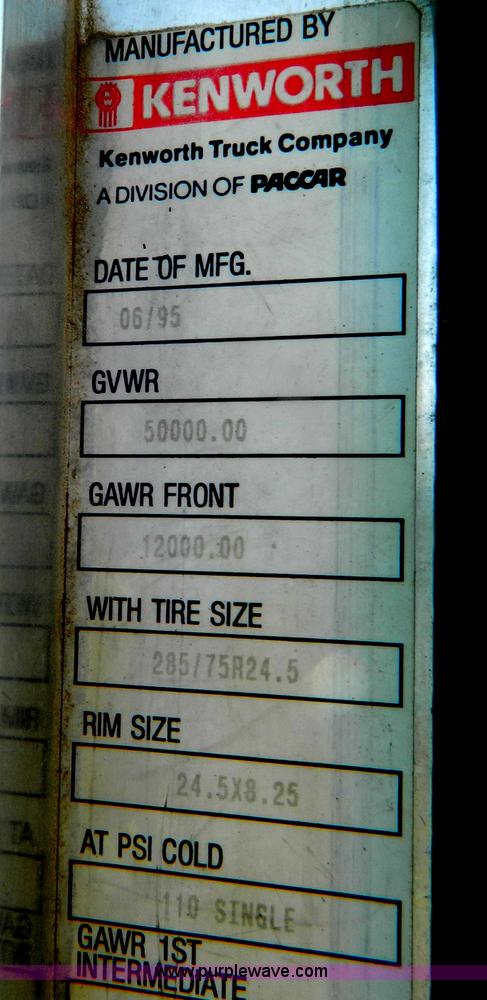 MANUFACTURED BY
KENWORTH
Kenworth Truck Company
A DIVISION OF PACCAR
DATE OF MFG.
06/95
GVWR
50000.00
GAWR FRONT
12000.00
WITH TIRE SIZE
285/75R24.5
RIM SIZE
24.5X8.25
AT PSI COLD
110 SINGLE
GAWR 1ST
INTERMEDIATE
www.purplewave.com